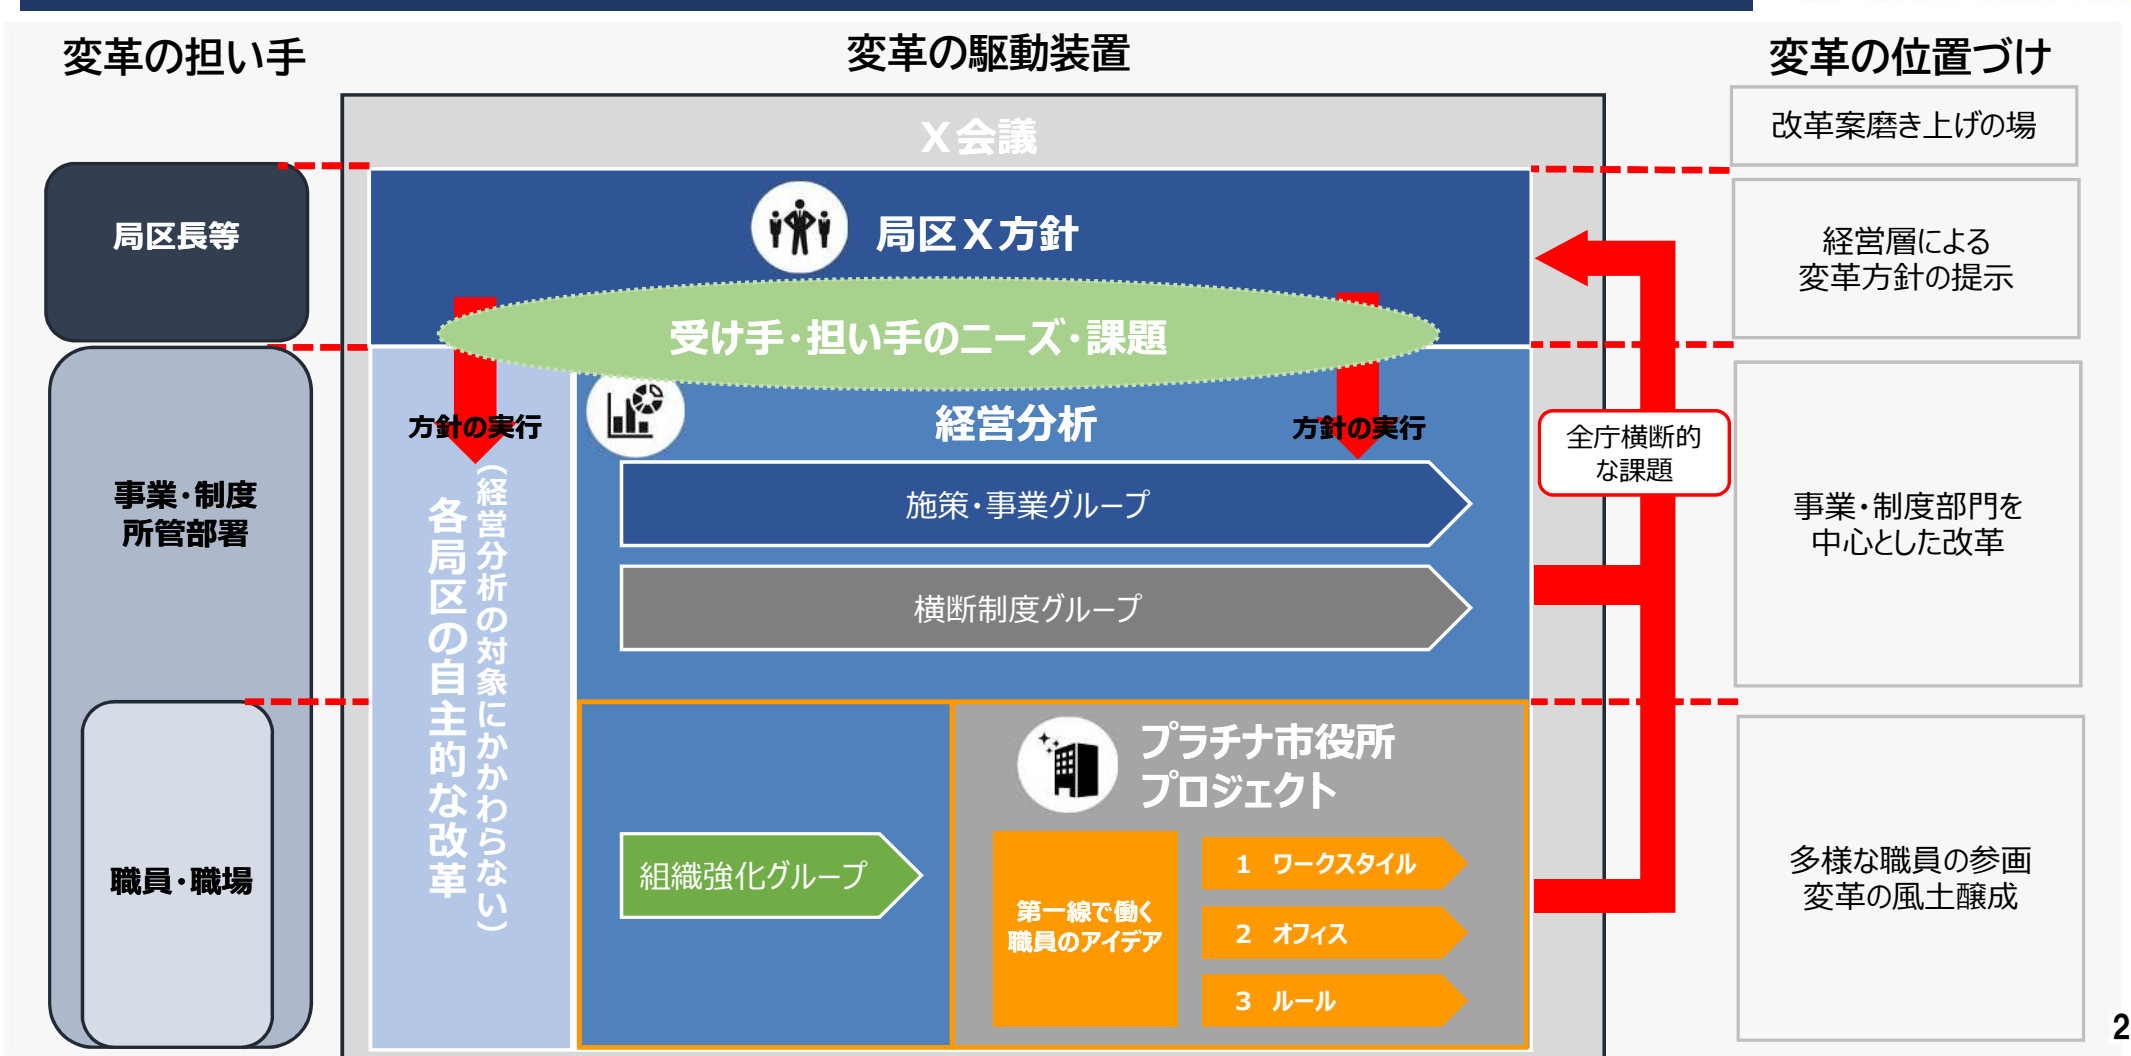 変革の担い手
変革の駆動装置
変革の位置づけ
X会議
改革案磨き上げの場
局区長等
局区X方針
経営層による
変革方針の提示
受け手・担い手のニーズ・課題
方針の実行
経営分析
方針の実行
全庁横断的
な課題
事業・制度
所管部署
(経営分析の対象にかかわらない)
各局区の自主的な改革
施策・事業グループ
横断制度グループ
事業・制度部門を
中心とした改革
プラチナ市役所
プロジェクト
職員・職場
組織強化グループ
第一線で働く
職員のアイデア
1 ワークスタイル
2 オフィス
3 ルール
多様な職員の参画
変革の風土醸成
2